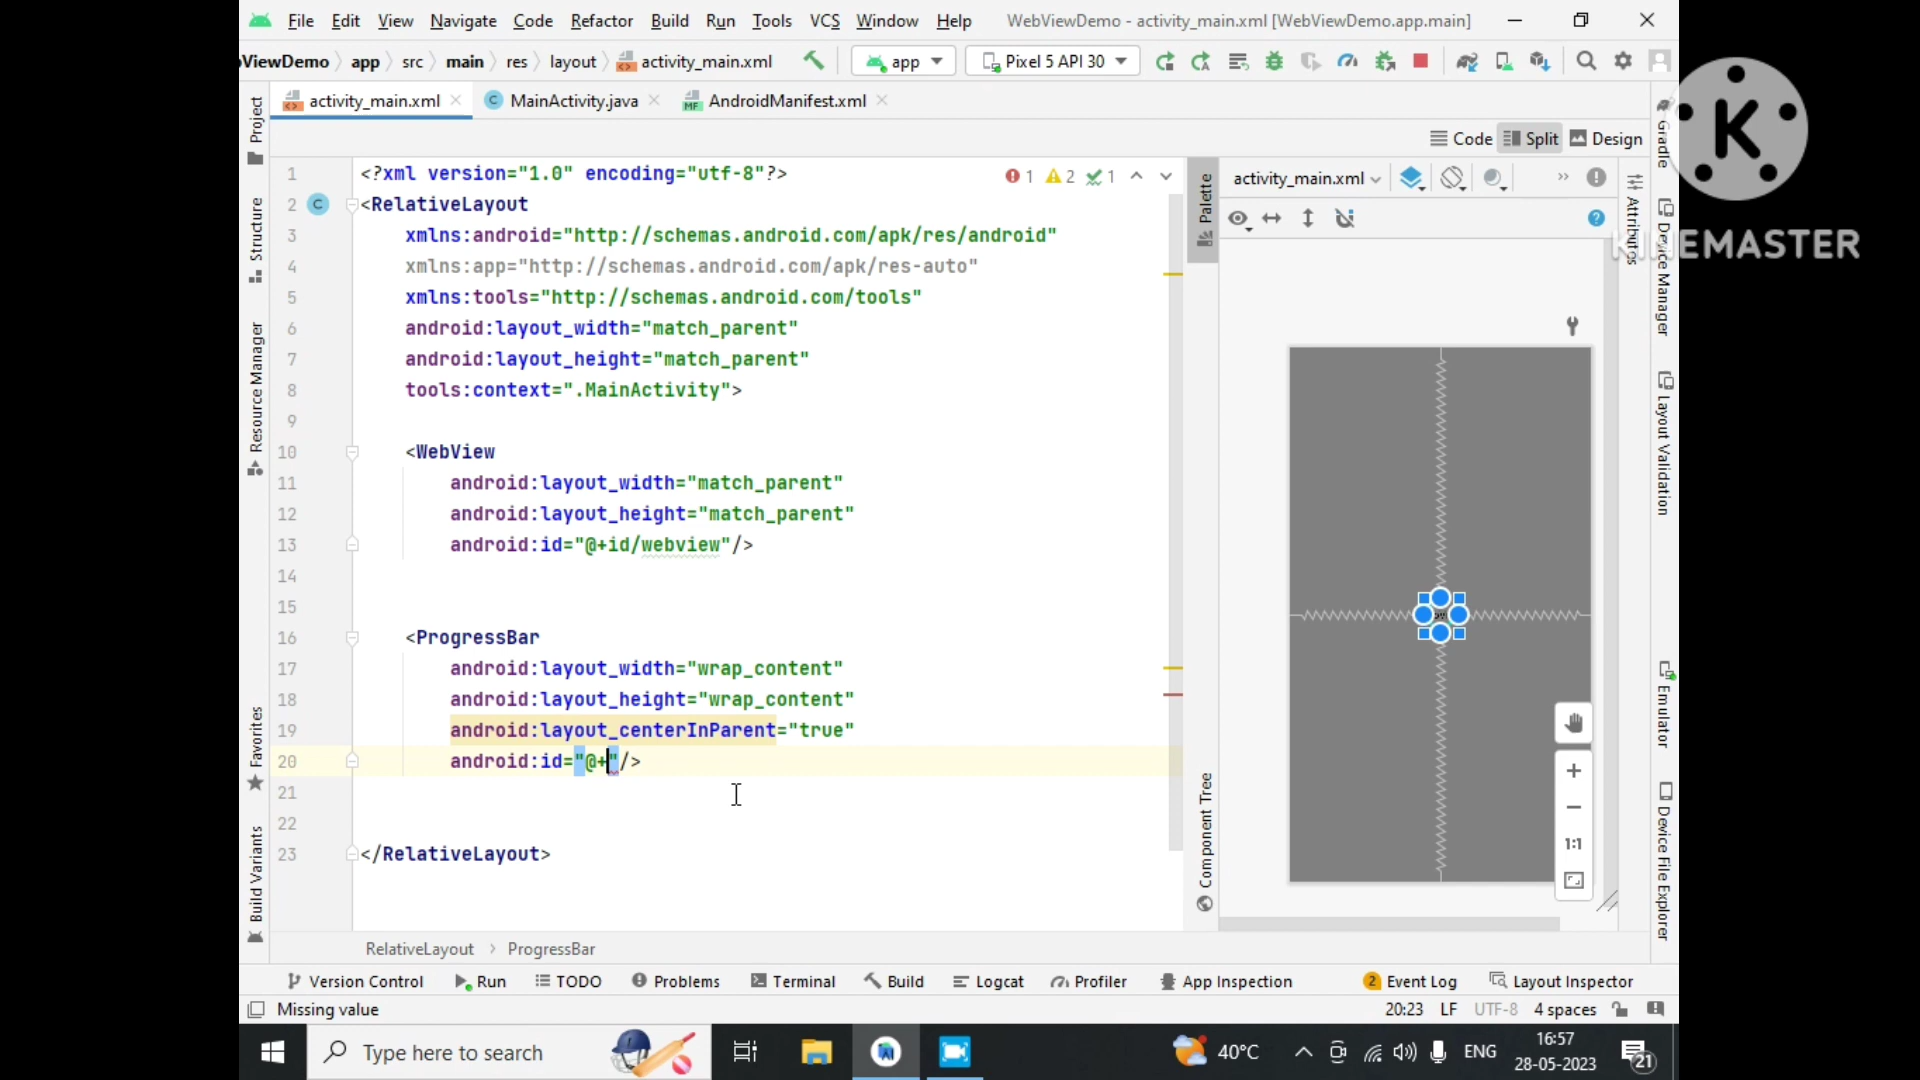 File Edit View Navigate Code Refactor Build Run Tools VCS Window Help WebViewDemo - activity_main.xml [WebViewDemo.app.main]
ViewDemo app src main res layout activity_main.xml app Pixel 5 API 30
activity_main.xml MainActivity.java AndroidManifest.xml
Code Split Design
1 <?xml version="1.0" encoding="utf-8"?>
2 <RelativeLayout
3 xmlns:android="http://schemas.android.com/apk/res/android"
4 xmlns:app="http://schemas.android.com/apk/res-auto"
5 xmlns:tools="http://schemas.android.com/tools"
6 android:layout_width="match_parent"
7 android:layout_height="match_parent"
8 tools:context=".MainActivity">
9
10 <WebView
11 android:layout_width="match_parent"
12 android:layout_height="match_parent"
13 android:id="@+id/webview"/>
14
15
16 <ProgressBar
17 android:layout_width="wrap_content"
18 android:layout_height="wrap_content"
19 android:layout_centerInParent="true"
20 android:id="@+"/>
21
22
23 </RelativeLayout>
1 2 1
Project
Structure
Resource Manager
Favorites
Build Variants
Palette
Component Tree
activity_main.xml
1:1
Attributes
Gradle
Device Manager
Layout Validation
Emulator
Device File Explorer
K
KINEMASTER
RelativeLayout ProgressBar
Version Control Run TODO Problems Terminal Build Logcat Profiler App Inspection 2 Event Log Layout Inspector
Missing value 20:23 LF UTF-8 4 spaces
Type here to search 40°C ENG 16:57
28-05-2023 21